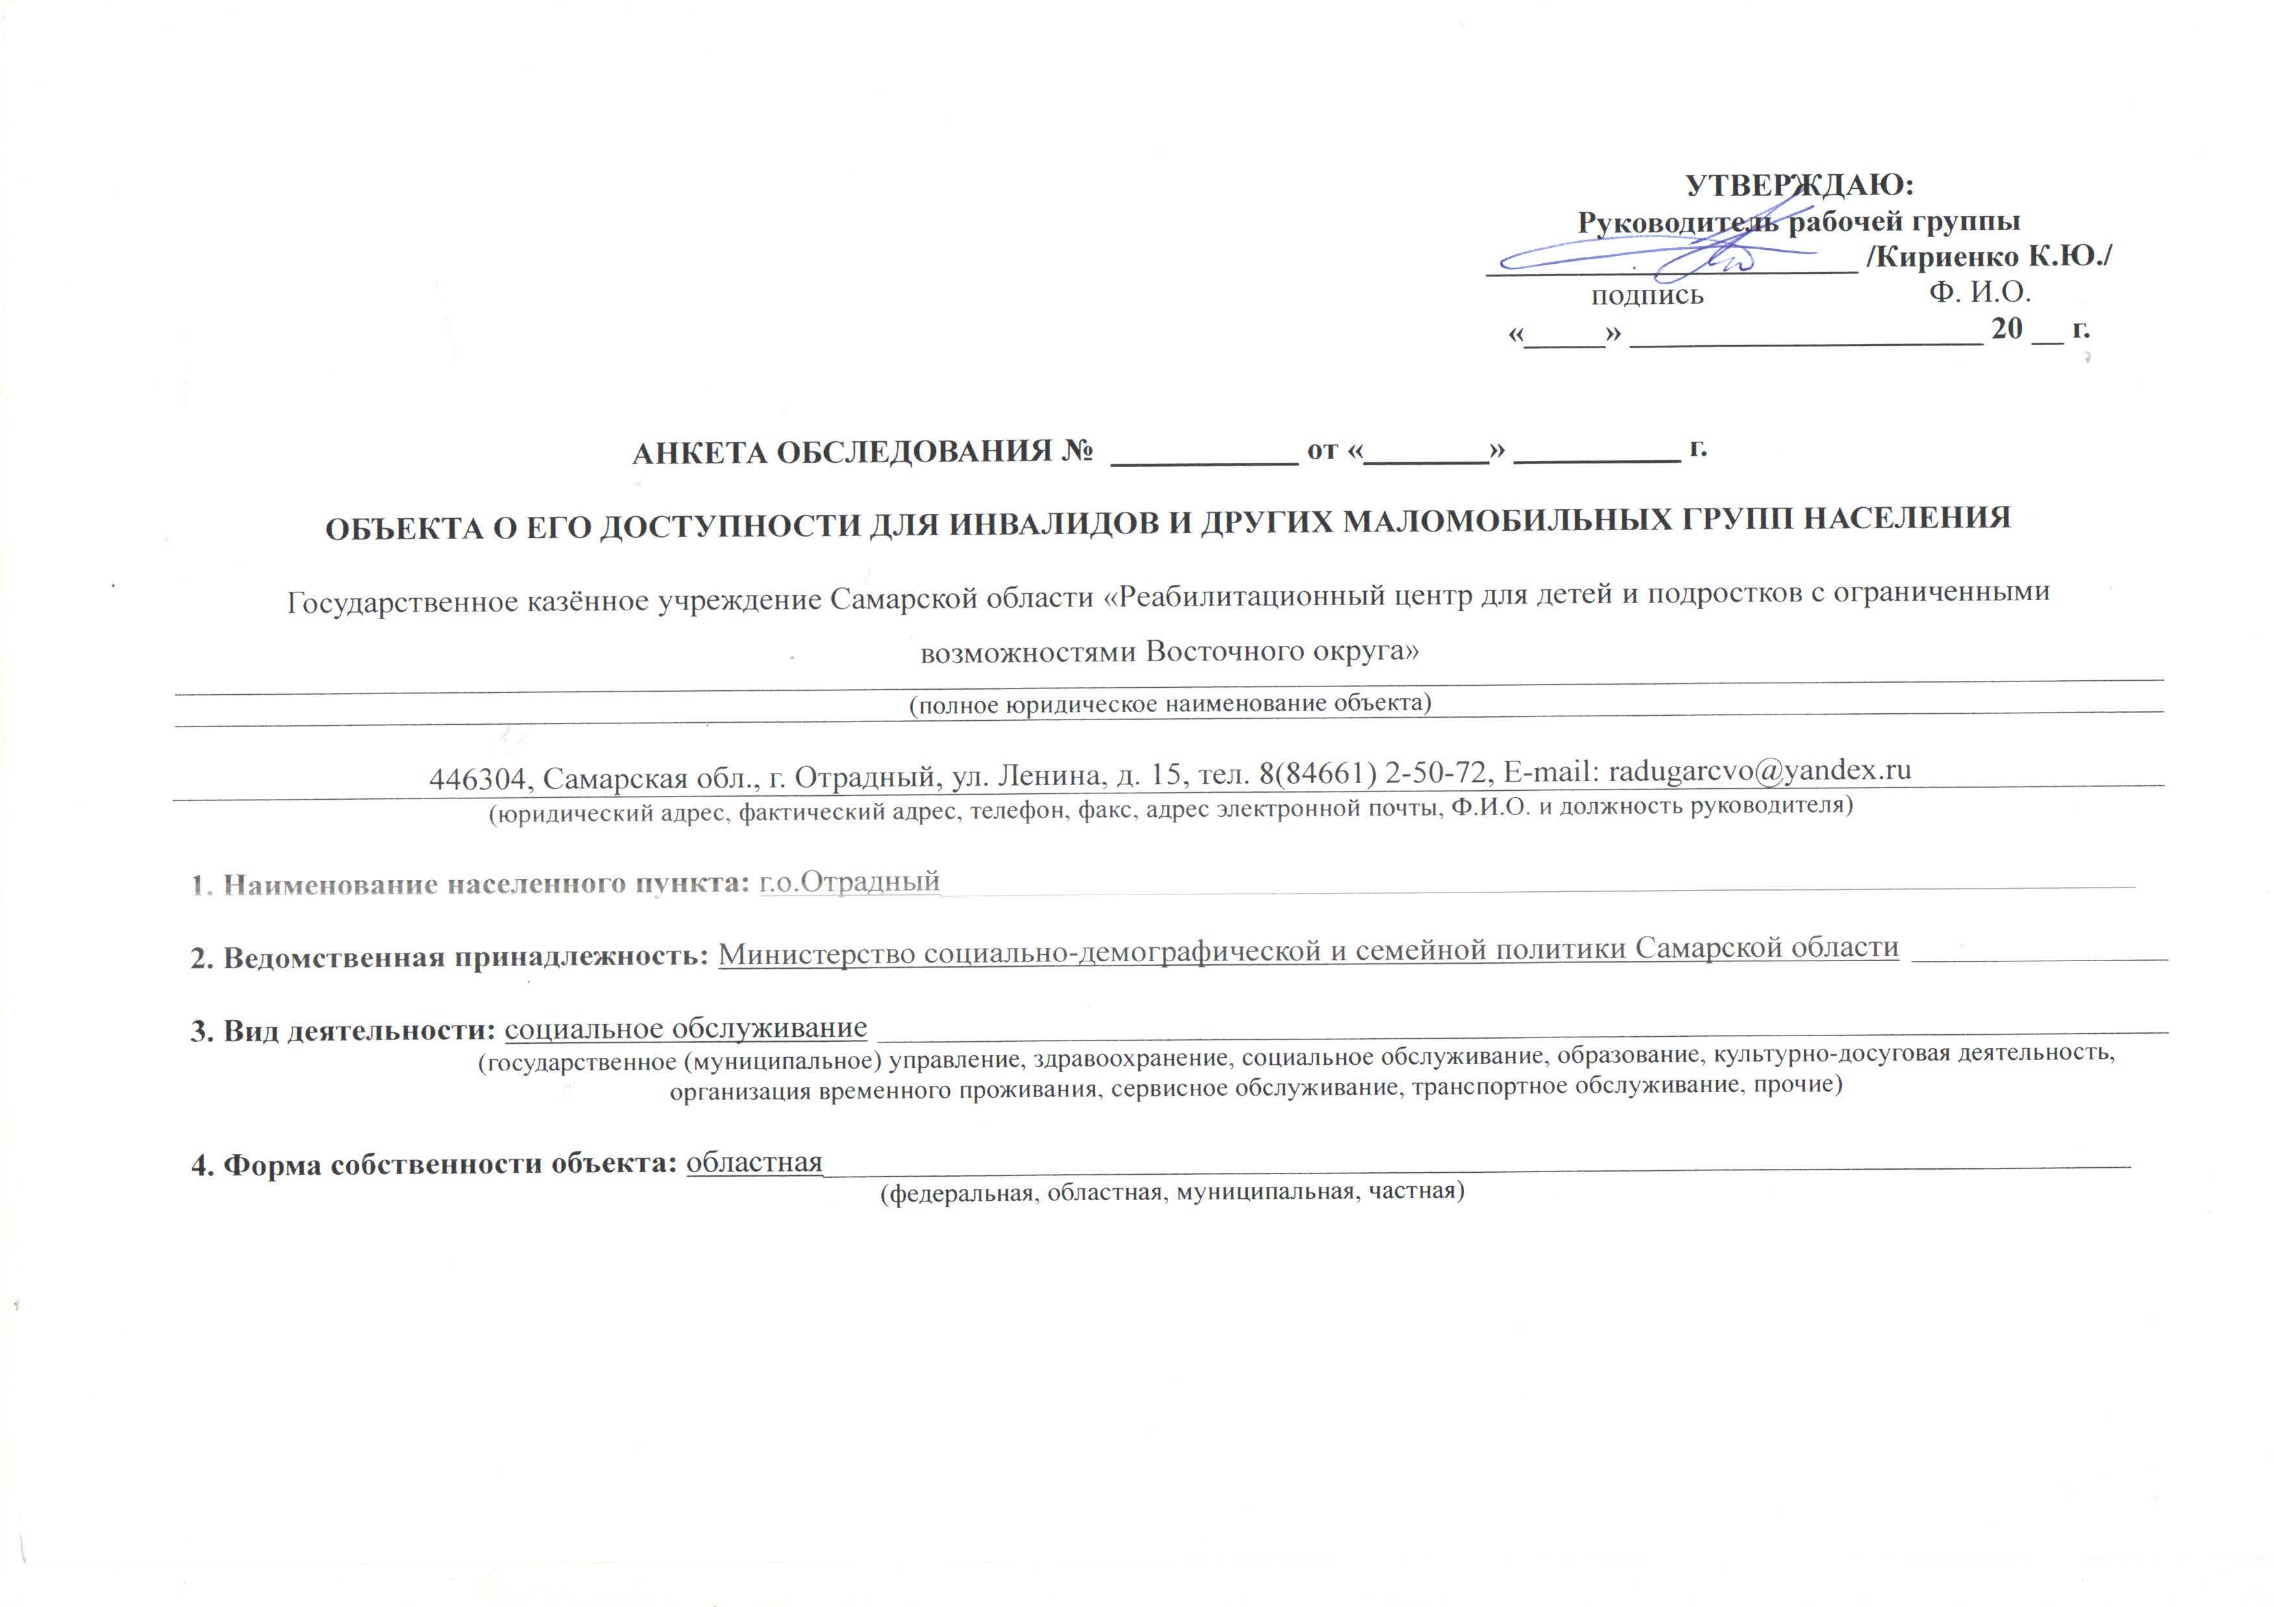 УТВЕРЖДАЮ:
Руководитель рабочей группы
_______________________ /Кириенко К.Ю./
подпись Ф. И.О.
«_____» ______________________ 20 __ г.
АНКЕТА ОБСЛЕДОВАНИЯ № ____________ от «________» ___________ г.
ОБЪЕКТА О ЕГО ДОСТУПНОСТИ ДЛЯ ИНВАЛИДОВ И ДРУГИХ МАЛОМОБИЛЬНЫХ ГРУПП НАСЕЛЕНИЯ
Государственное казённое учреждение Самарской области «Реабилитационный центр для детей и подростков с ограниченными
возможностями Восточного округа»
(полное юридическое наименование объекта)
446304, Самарская обл., г. Отрадный, ул. Ленина, д. 15, тел. 8(84661) 2-50-72, E-mail: radugarcvo@yandex.ru
(юридический адрес, фактический адрес, телефон, факс, адрес электронной почты, Ф.И.О. и должность руководителя)
1. Наименование населенного пункта: г.о.Отрадный
2. Ведомственная принадлежность: Министерство социально-демографической и семейной политики Самарской области
3. Вид деятельности: социальное обслуживание
(государственное (муниципальное) управление, здравоохранение, социальное обслуживание, образование, культурно-досуговая деятельность,
организация временного проживания, сервисное обслуживание, транспортное обслуживание, прочие)
4. Форма собственности объекта: областная
(федеральная, областная, муниципальная, частная)